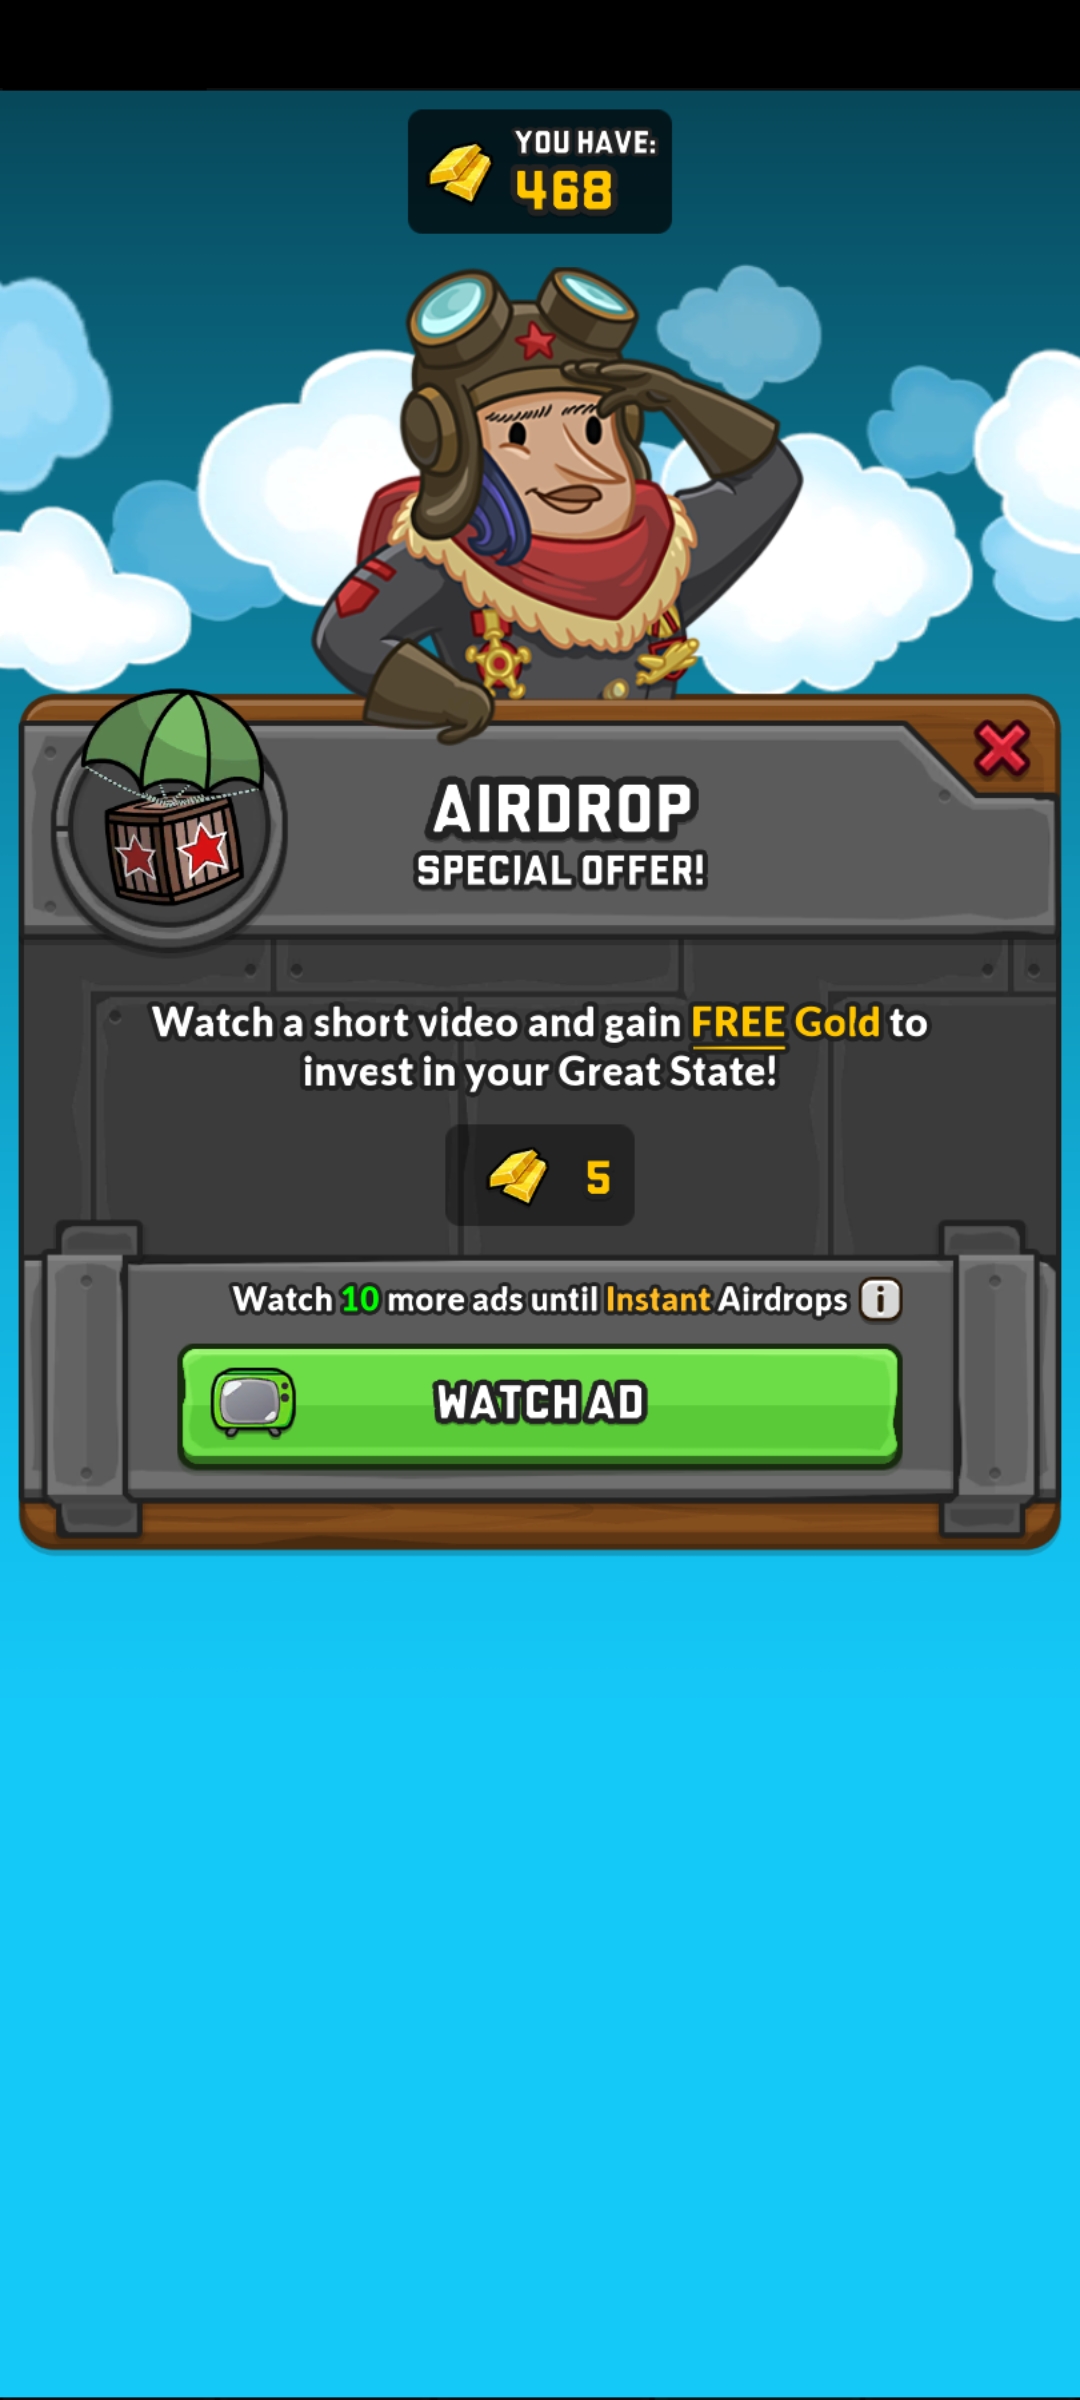 YOU HAVE:
468
AIRDROP
SPECIAL OFFER!
Watch a short video and gain FREE Gold to
invest in your Great State!
5
Watch 10 more ads until Instant Airdrops i
WATCH AD